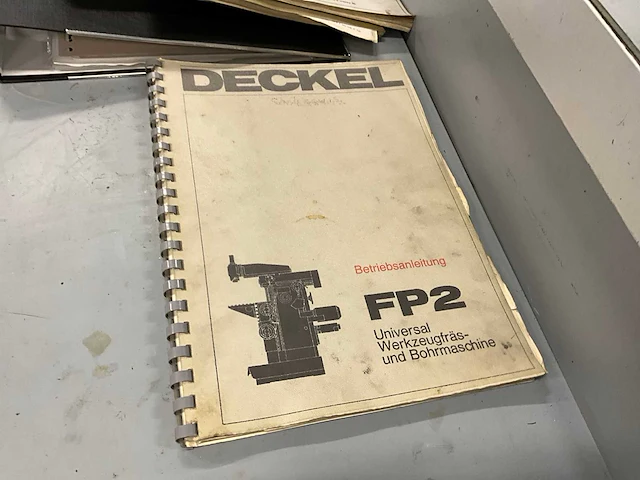 DECKEL
Betriebsanleitung
FP2
Universal
Werkzeugfräs-
und Bohrmaschine